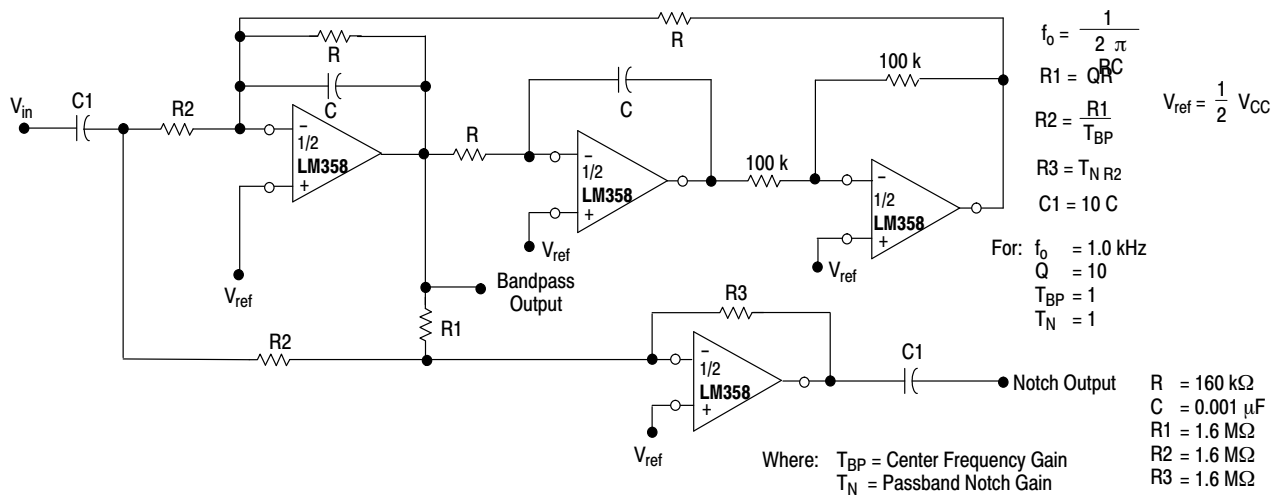 R
f₀ = 1 / 2 π RC
R
100 k
C1
C
C
R1 = QR
V_ref = 1/2 V_CC
V_in
R2
R
100 k
R2 = R1 / T_BP
–
1/2
LM358
+
–
1/2
LM358
+
–
1/2
LM358
+
R3 = T_N R2
C1 = 10 C
V_ref
V_ref
V_ref
For: f₀ = 1.0 kHz
Q = 10
T_BP = 1
T_N = 1
Bandpass
Output
R3
R1
R2
–
1/2
LM358
+
C1
Notch Output
V_ref
R = 160 kΩ
C = 0.001 μF
R1 = 1.6 MΩ
R2 = 1.6 MΩ
R3 = 1.6 MΩ
Where: T_BP = Center Frequency Gain
T_N = Passband Notch Gain